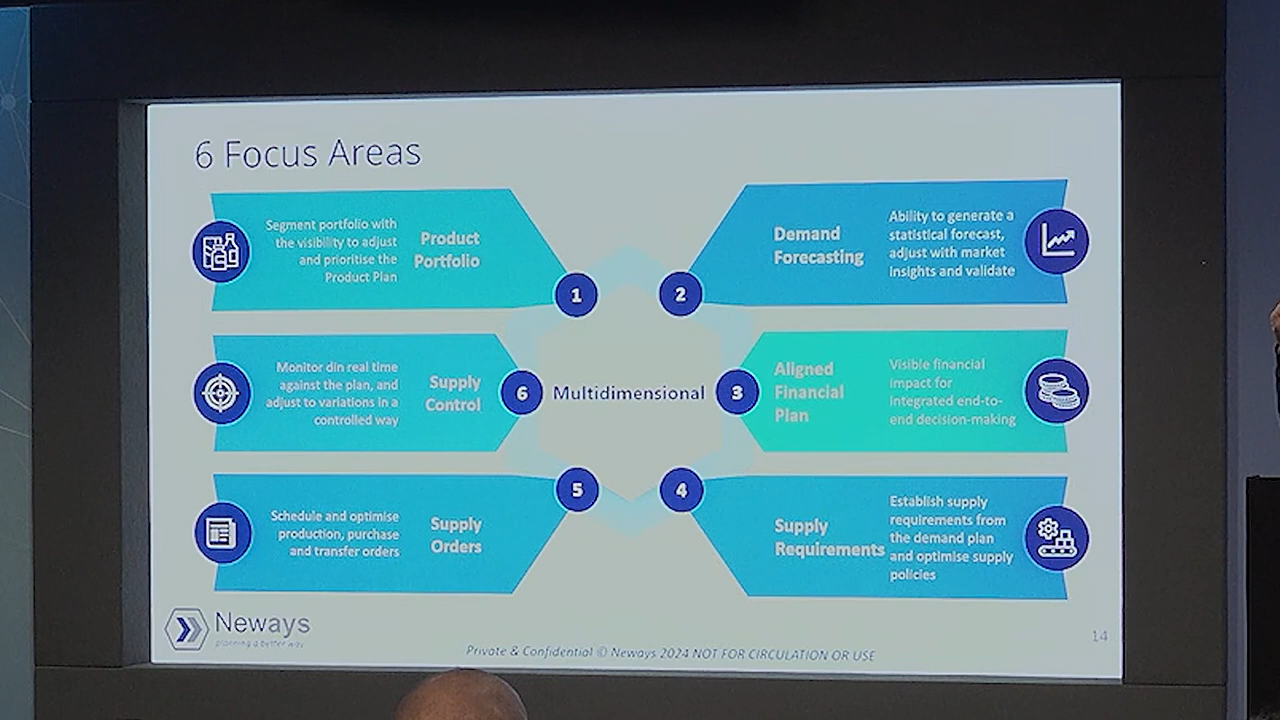 6 Focus Areas
Segment portfolio with
the visibility to adjust
and prioritise the
Product Plan
Product
Portfolio
1
2
Demand
Forecasting
Ability to generate a
statistical forecast,
adjust with market
insights and validate
Monitor din real time
against the plan, and
adjust to variations in a
controlled way
Supply
Control
6
Multidimensional
3
Aligned
Financial
Plan
Visible financial
impact for
integrated end-to-
end decision-making
Schedule and optimise
production, purchase
and transfer orders
Supply
Orders
5
4
Supply
Requirements
Establish supply
requirements from
the demand plan
and optimise supply
policies
Neways
planning a better way
Private & Confidential © Neways 2024 NOT FOR CIRCULATION OR USE
14